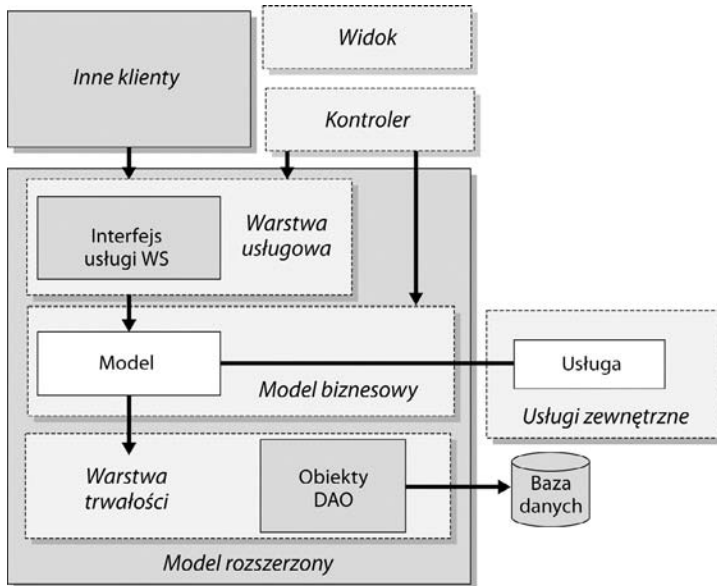 Inne klienty
Widok
Kontroler
Interfejs
usługi WS
Warstwa
usługowa
Model
Model biznesowy
Usługa
Usługi zewnętrzne
Warstwa
trwałości
Obiekty
DAO
Baza
danych
Model rozszerzony